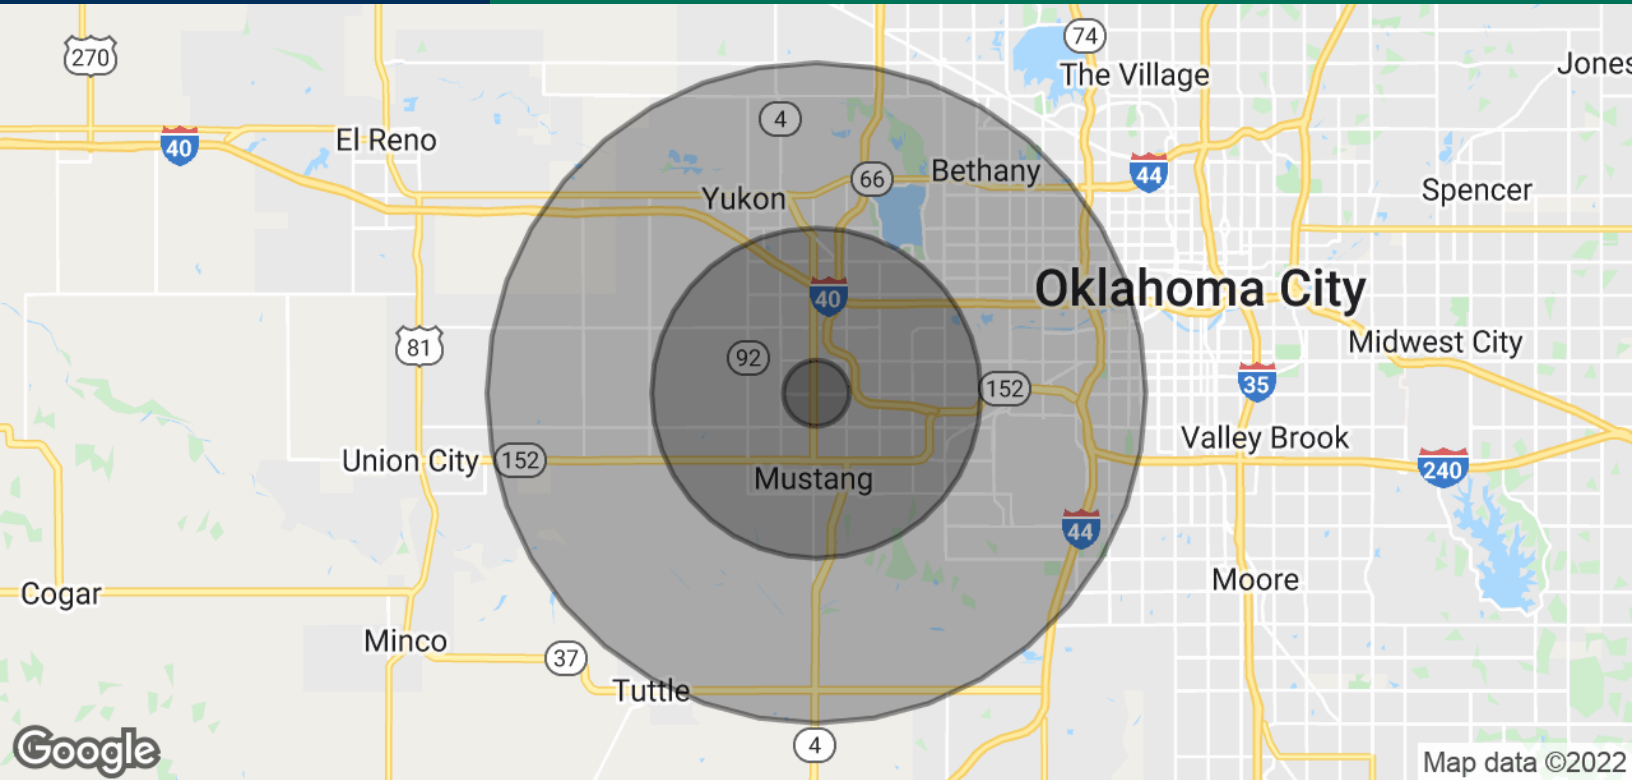 74
Jones
270
The Village
4
El Reno
40
66
Bethany
44
Yukon
Spencer
40
Oklahoma City
81
92
Midwest City
152
35
Valley Brook
Union City
152
240
Mustang
44
Moore
Cogar
Minco
37
Tuttle
4
Google
Map data ©2022